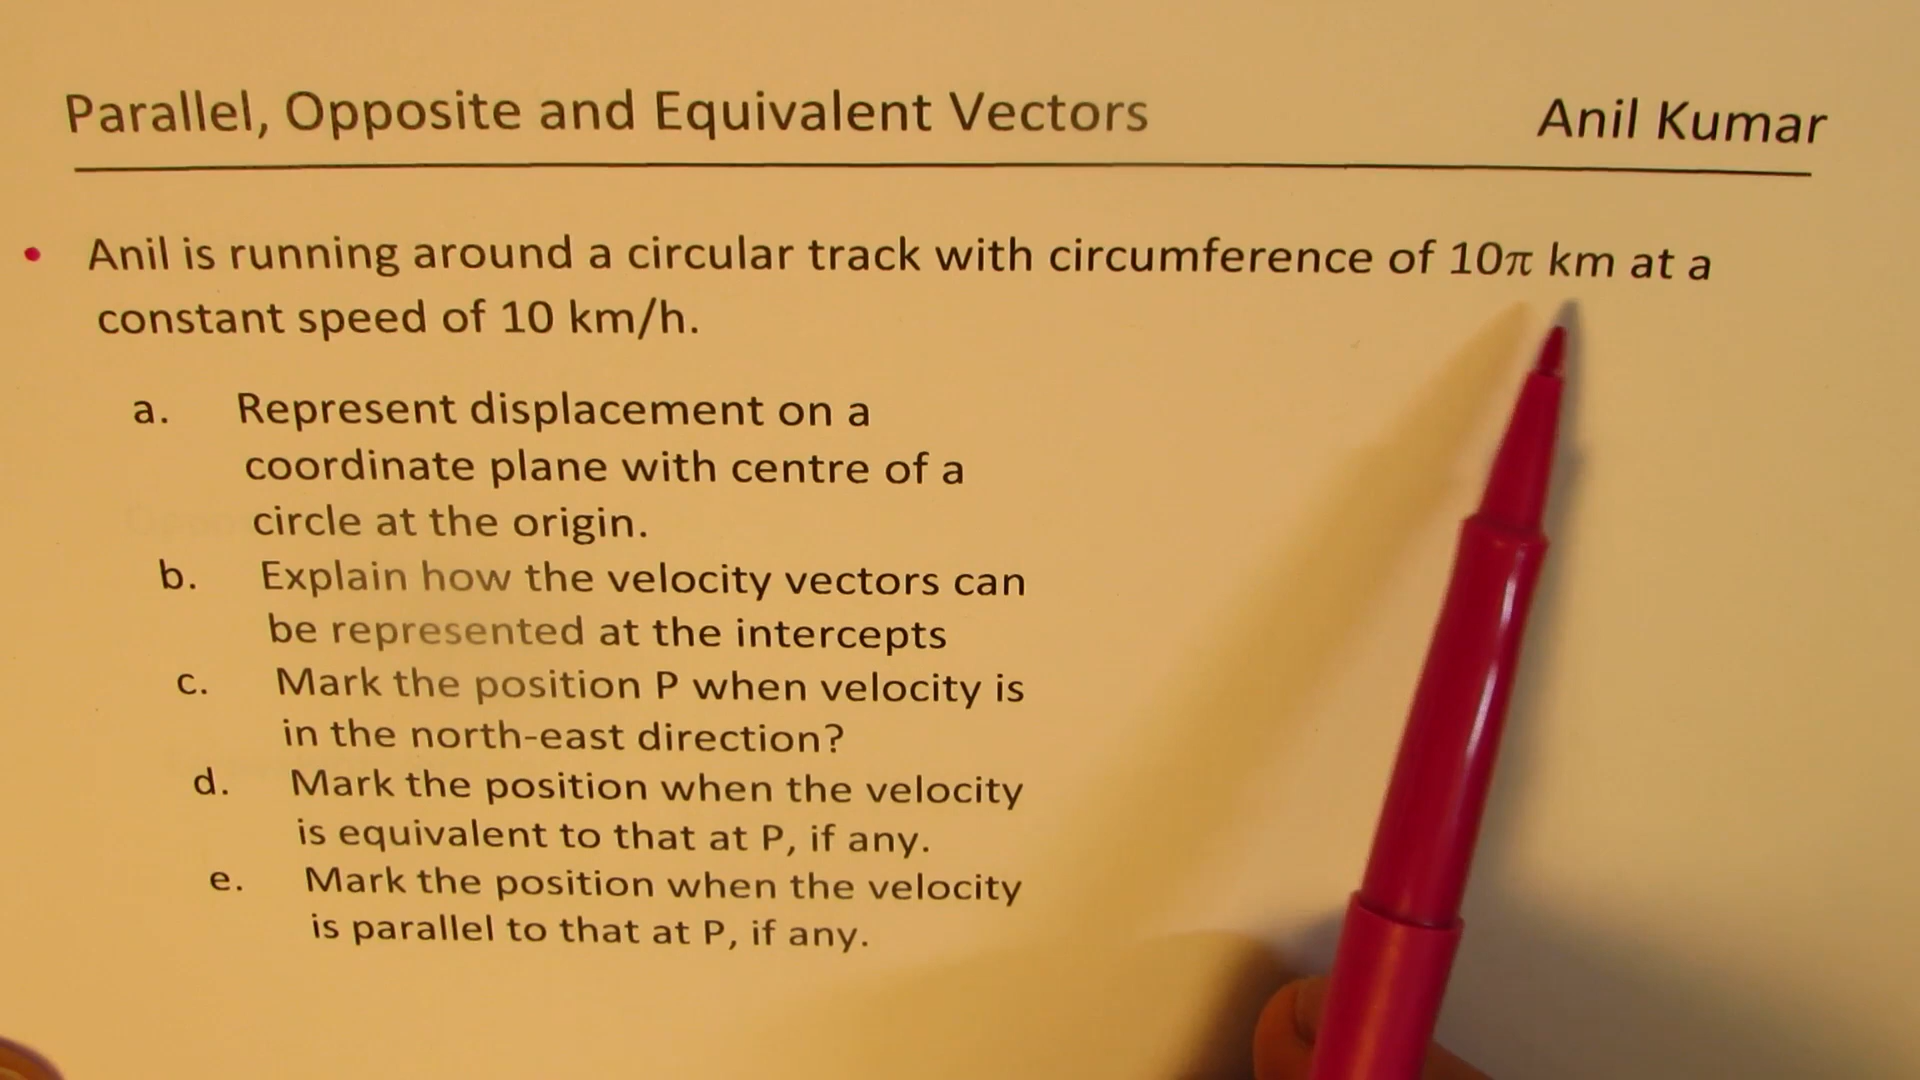 Parallel, Opposite and Equivalent Vectors Anil Kumar
• Anil is running around a circular track with circumference of 10π km at a
constant speed of 10 km/h.
a. Represent displacement on a
coordinate plane with centre of a
circle at the origin.
b. Explain how the velocity vectors can
be represented at the intercepts
c. Mark the position P when velocity is
in the north-east direction?
d. Mark the position when the velocity
is equivalent to that at P, if any.
e. Mark the position when the velocity
is parallel to that at P, if any.